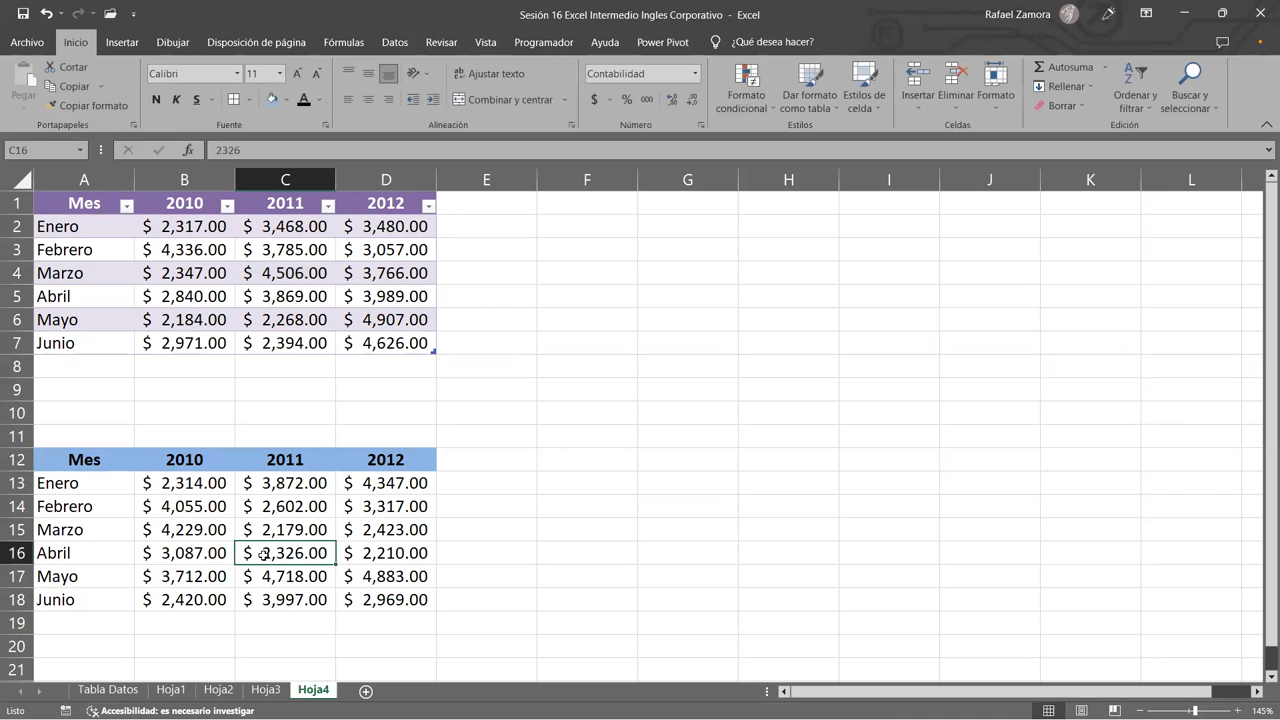 Sesión 16 Excel Intermedio Ingles Corporativo - Excel
Rafael Zamora
Archivo Inicio Insertar Dibujar Disposición de página Fórmulas Datos Revisar Vista Programador Ayuda Power Pivot ¿Qué desea hacer?
Pegar
Cortar
Copiar
Copiar formato
Portapapeles
Calibri 11
N K S
Fuente
Ajustar texto
Combinar y centrar
Alineación
Contabilidad
$ % 000
Número
Formato condicional
Dar formato como tabla
Estilos de celda
Estilos
Insertar Eliminar Formato
Celdas
Autosuma
Rellenar
Borrar
Ordenar y filtrar
Buscar y seleccionar
Edición
C16 fx 2326
A B C D E F G H I J K L
1 Mes 2010 2011 2012
2 Enero $ 2,317.00 $ 3,468.00 $ 3,480.00
3 Febrero $ 4,336.00 $ 3,785.00 $ 3,057.00
4 Marzo $ 2,347.00 $ 4,506.00 $ 3,766.00
5 Abril $ 2,840.00 $ 3,869.00 $ 3,989.00
6 Mayo $ 2,184.00 $ 2,268.00 $ 4,907.00
7 Junio $ 2,971.00 $ 2,394.00 $ 4,626.00
8
9
10
11
12 Mes 2010 2011 2012
13 Enero $ 2,314.00 $ 3,872.00 $ 4,347.00
14 Febrero $ 4,055.00 $ 2,602.00 $ 3,317.00
15 Marzo $ 4,229.00 $ 2,179.00 $ 2,423.00
16 Abril $ 3,087.00 $ 2,326.00 $ 2,210.00
17 Mayo $ 3,712.00 $ 4,718.00 $ 4,883.00
18 Junio $ 2,420.00 $ 3,997.00 $ 2,969.00
19
20
21
Tabla Datos Hoja1 Hoja2 Hoja3 Hoja4
Listo Accesibilidad: es necesario investigar 145%